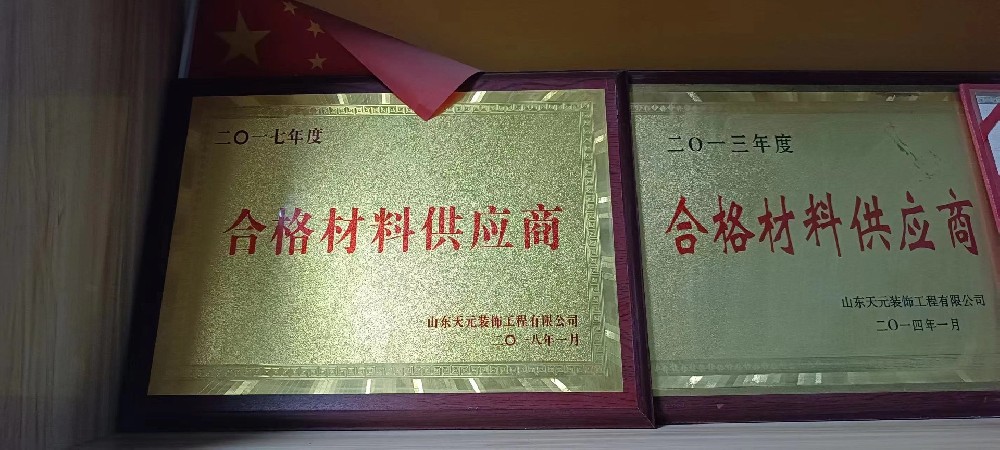 二〇一七年度
合格材料供应商
山东天元装饰工程有限公司
二〇一八年一月
二〇一三年度
合格材料供应商
山东天元装饰工程有限公司
二〇一四年一月